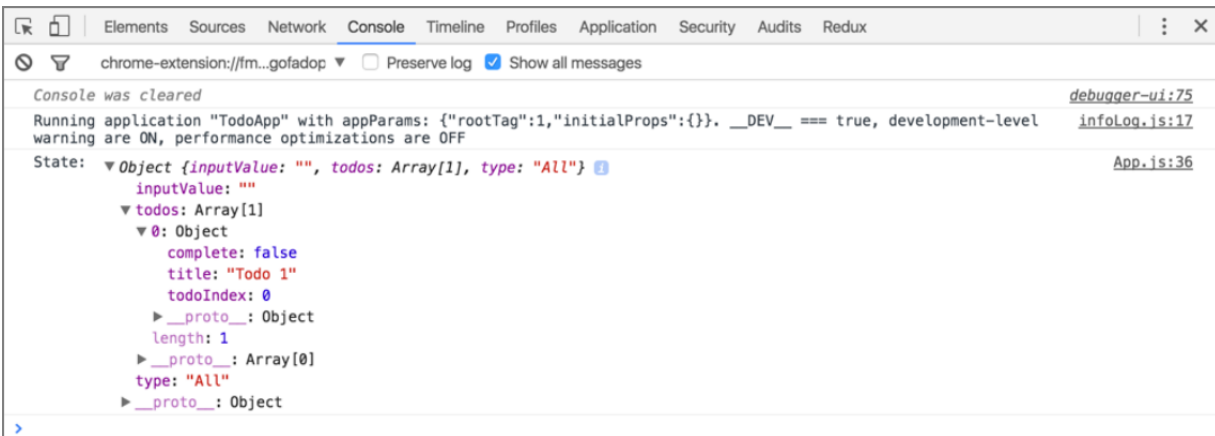 Elements Sources Network Console Timeline Profiles Application Security Audits Redux
chrome-extension://fm...gofadop ▼ Preserve log Show all messages
Console was cleared debugger-ui:75
Running application "TodoApp" with appParams: {"rootTag":1,"initialProps":{}}. __DEV__ === true, development-level infoLog.js:17
warning are ON, performance optimizations are OFF
State: ▼Object {inputValue: "", todos: Array[1], type: "All"} App.js:36
inputValue: ""
▼todos: Array[1]
▼0: Object
complete: false
title: "Todo 1"
todoIndex: 0
▶__proto__: Object
length: 1
▶__proto__: Array[0]
type: "All"
▶__proto__: Object
>